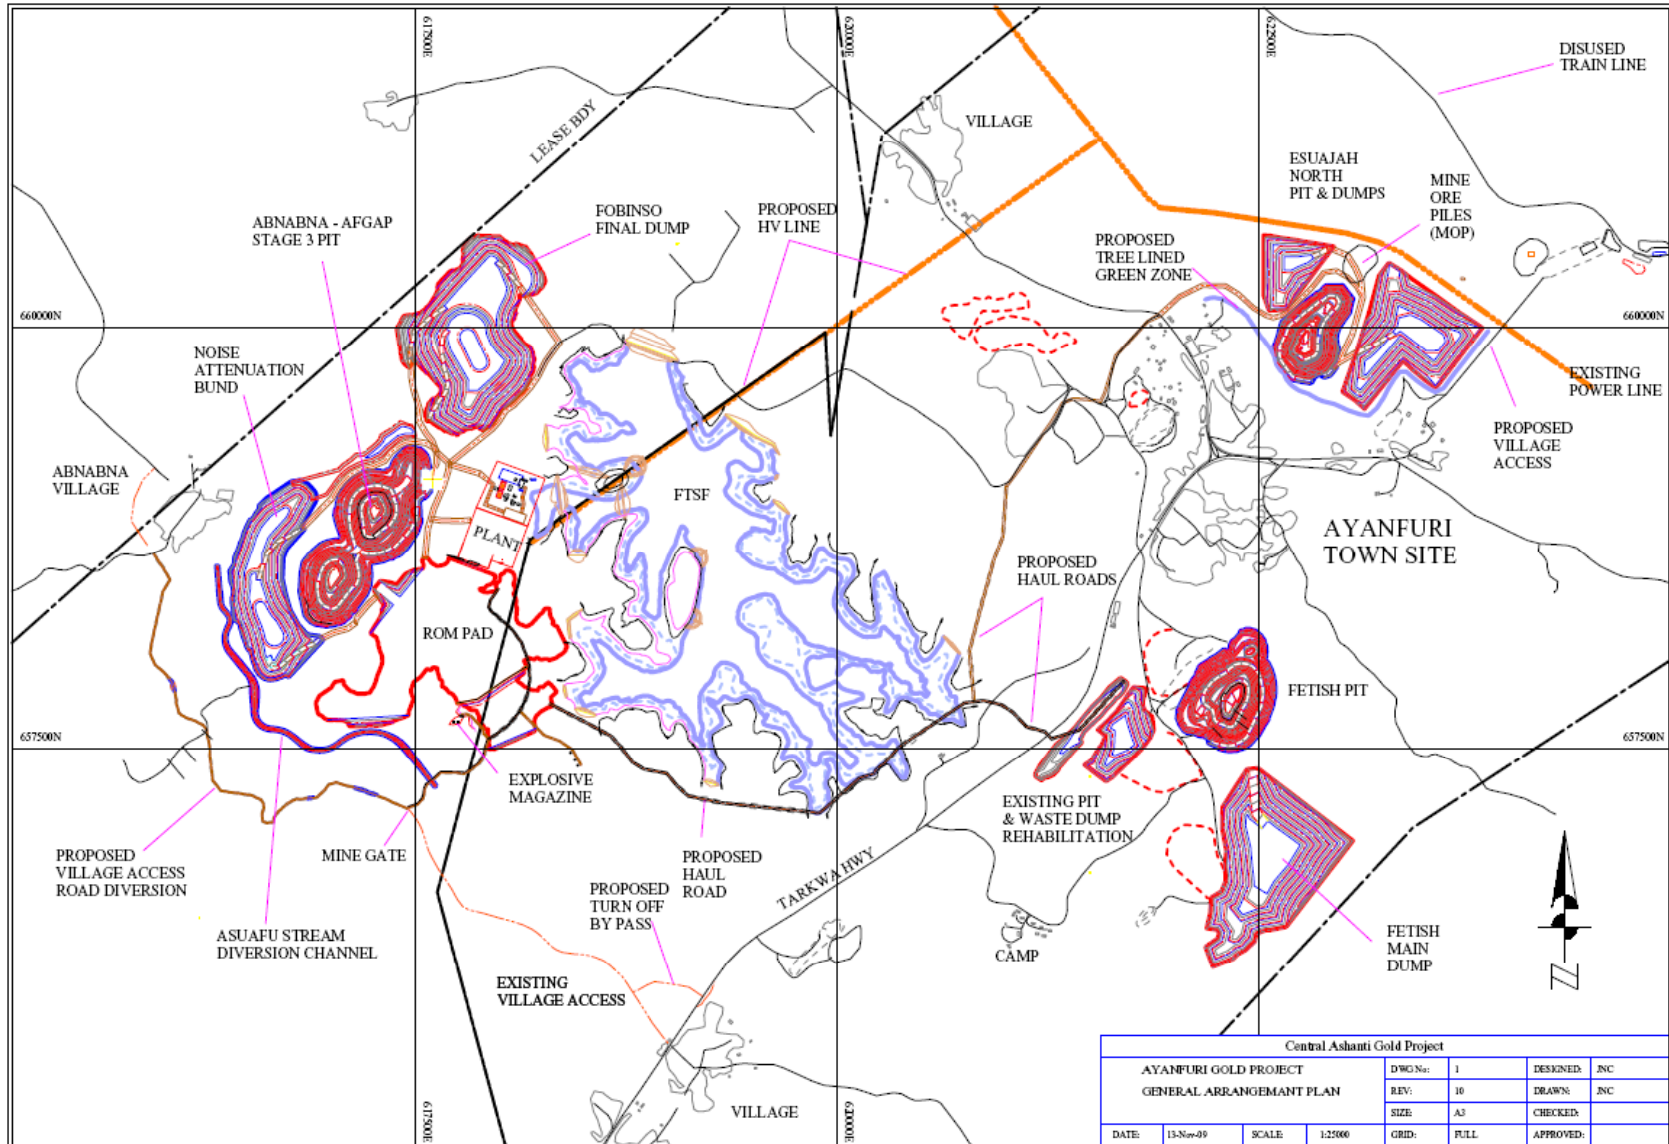 617500E
620000E
622500E
DISUSED
TRAIN LINE
LEASE BDY
VILLAGE
ESUAJAH
NORTH
PIT & DUMPS
MINE
ORE
PILES
(MOP)
ABNABNA - AFGAP
STAGE 3 PIT
FOBINSO
FINAL DUMP
PROPOSED
HV LINE
PROPOSED
TREE LINED
GREEN ZONE
660000N
660000N
NOISE
ATTENUATION
BUND
EXISTING
POWER LINE
PROPOSED
VILLAGE
ACCESS
ABNABNA
VILLAGE
FTSF
PLANT
AYANFURI
TOWN SITE
PROPOSED
HAUL ROADS
ROM PAD
FETISH PIT
657500N
657500N
EXPLOSIVE
MAGAZINE
EXISTING PIT
& WASTE DUMP
REHABILITATION
PROPOSED
VILLAGE ACCESS
ROAD DIVERSION
MINE GATE
PROPOSED
HAUL
ROAD
TARKWA HWY
PROPOSED
TURN OFF
BY PASS
ASUAFU STREAM
DIVERSION CHANNEL
CAMP
FETISH
MAIN
DUMP
EXISTING
VILLAGE ACCESS
N
VILLAGE
617500E
620000E
Central Ashanti Gold Project
AYANFURI GOLD PROJECT
GENERAL ARRANGEMANT PLAN
DWG No: 1 DESIGNED: JNC
REV: 10 DRAWN: JNC
SIZE: A3 CHECKED:
DATE: 13-Nov-09 SCALE: 1:25000 GRID: FULL APPROVED: